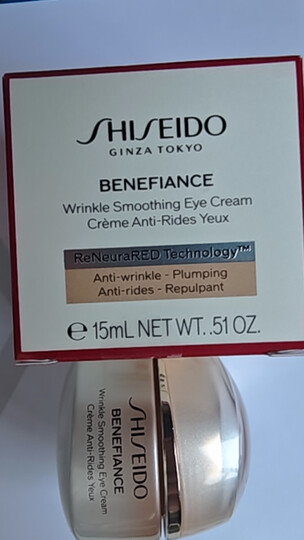 SHISEIDO
GINZA TOKYO
BENEFIANCE
Wrinkle Smoothing Eye Cream
Crème Anti-Rides Yeux
ReNeuraRED Technology™
Anti-wrinkle - Plumping
Anti-rides - Repulpant
℮ 15mL NET WT. .51 OZ.
SHISEIDO
BENEFIANCE
Wrinkle Smoothing Eye Cream
Crème Anti-Rides Yeux